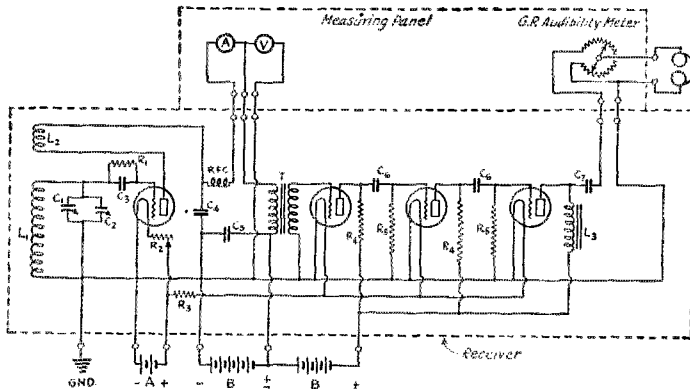 Measuring Panel
G.R Audibility Meter
A
V
L2
R1
RFC
C1
C3
C2
C4
T
C6
C6
C7
L1
R2
C5
R4
R5
R4
R5
L3
R3
Receiver
GND.
- A +
-
B
+
B
+